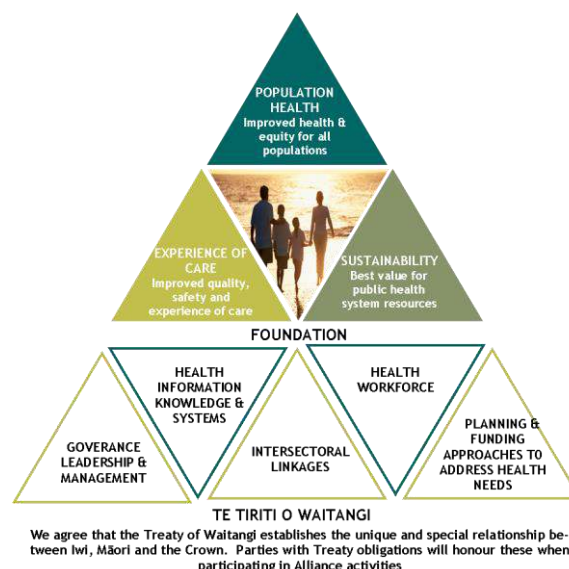 POPULATION
HEALTH
Improved health &
equity for all
populations
EXPERIENCE OF
CARE
Improved quality,
safety and
experience of care
SUSTAINABILITY
Best value for
public health
system resources
FOUNDATION
GOVERANCE
LEADERSHIP &
MANAGEMENT
HEALTH
INFORMATION
KNOWLEDGE &
SYSTEMS
INTERSECTORAL
LINKAGES
HEALTH
WORKFORCE
PLANNING &
FUNDING
APPROACHES TO
ADDRESS HEALTH
NEEDS
TE TIRITI O WAITANGI
We agree that the Treaty of Waitangi establishes the unique and special relationship be-
tween Iwi, Māori and the Crown. Parties with Treaty obligations will honour these when
participating in Alliance activities